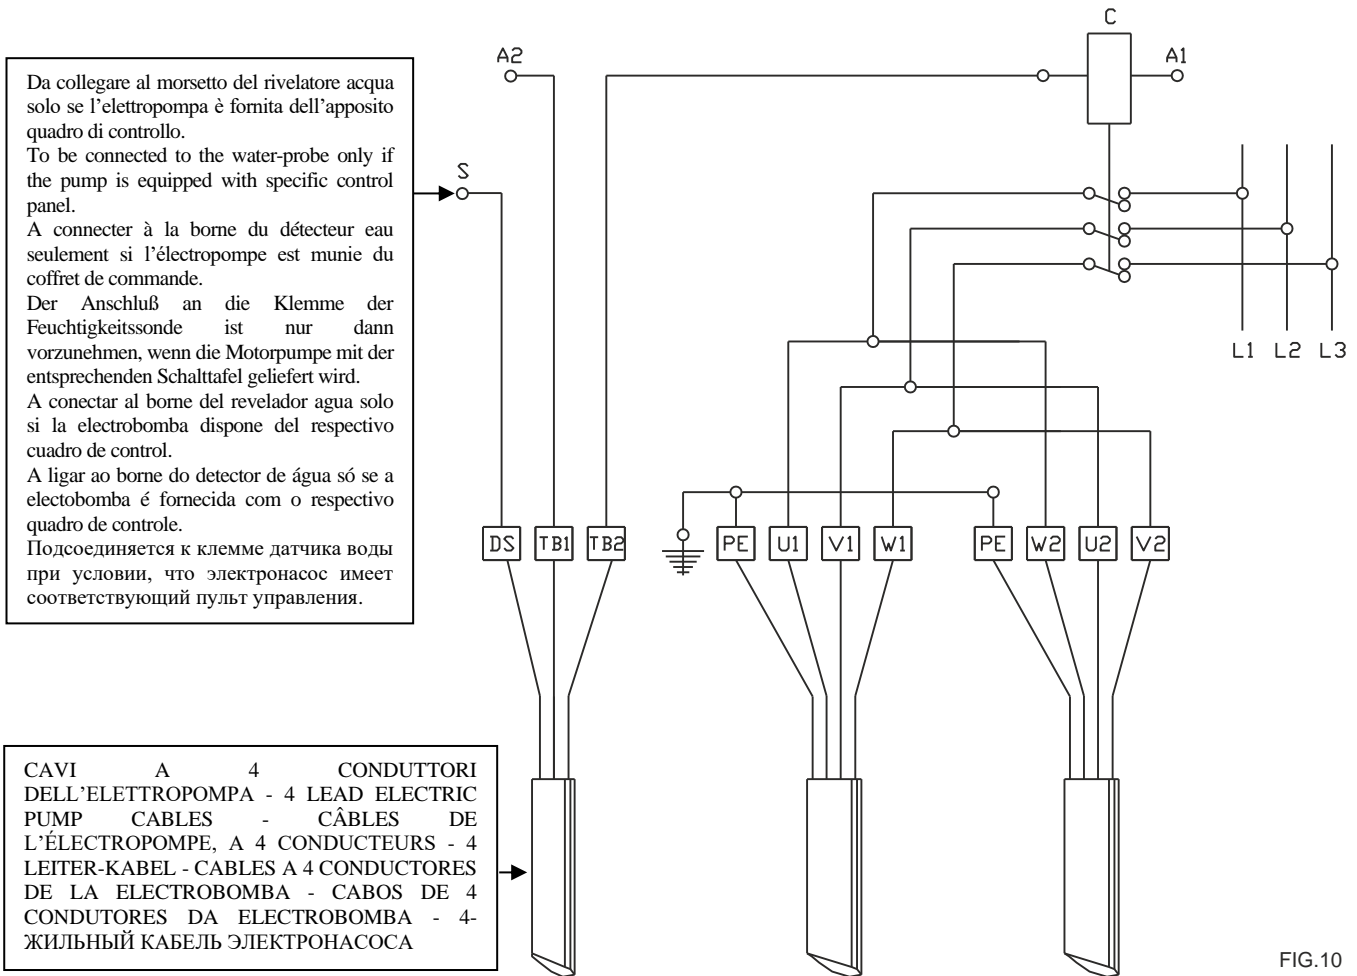 C
A2
A1
Da collegare al morsetto del rivelatore acqua
solo se l’elettropompa è fornita dell’apposito
quadro di controllo.
To be connected to the water-probe only if
the pump is equipped with specific control
panel.
A connecter à la borne du détecteur eau
seulement si l’électropompe est munie du
coffret de commande.
Der Anschluß an die Klemme der
Feuchtigkeitssonde ist nur dann
vorzunehmen, wenn die Motorpumpe mit der
entsprechenden Schalttafel geliefert wird.
A conectar al borne del revelador agua solo
si la electrobomba dispone del respectivo
cuadro de control.
A ligar ao borne do detector de água só se a
electobomba é fornecida com o respectivo
quadro de controle.
Подсоединяется к клемме датчика воды
при условии, что электронасос имеет
соответствующий пульт управления.
S
L1 L2 L3
DS TB1 TB2 PE U1 V1 W1 PE W2 U2 V2
CAVI A 4 CONDUTTORI
DELL’ELETTROPOMPA - 4 LEAD ELECTRIC
PUMP CABLES - CÂBLES DE
L’ÉLECTROPOMPE, A 4 CONDUCTEURS - 4
LEITER-KABEL - CABLES A 4 CONDUCTORES
DE LA ELECTROBOMBA - CABOS DE 4
CONDUTORES DA ELECTROBOMBA - 4-
ЖИЛЬНЫЙ КАБЕЛЬ ЭЛЕКТРОНАСОСА
FIG.10